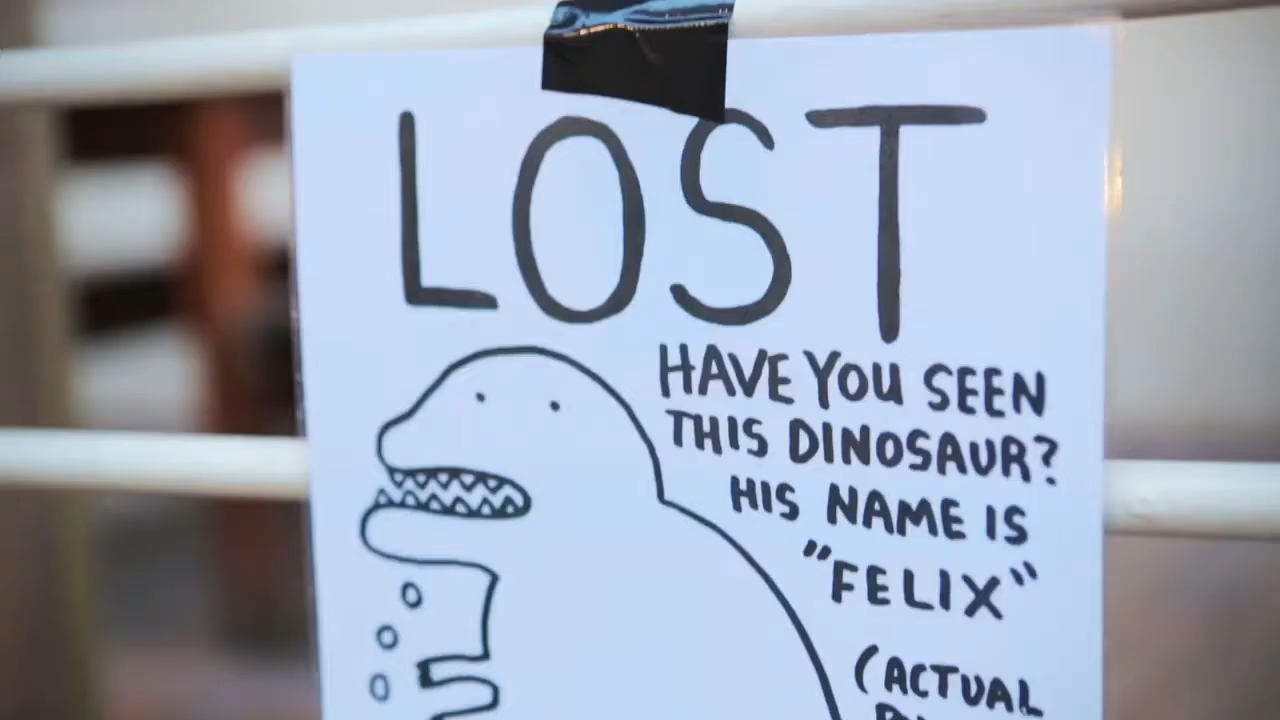 LOST
HAVE YOU SEEN
THIS DINOSAUR?
HIS NAME IS
"FELIX"
(ACTUAL